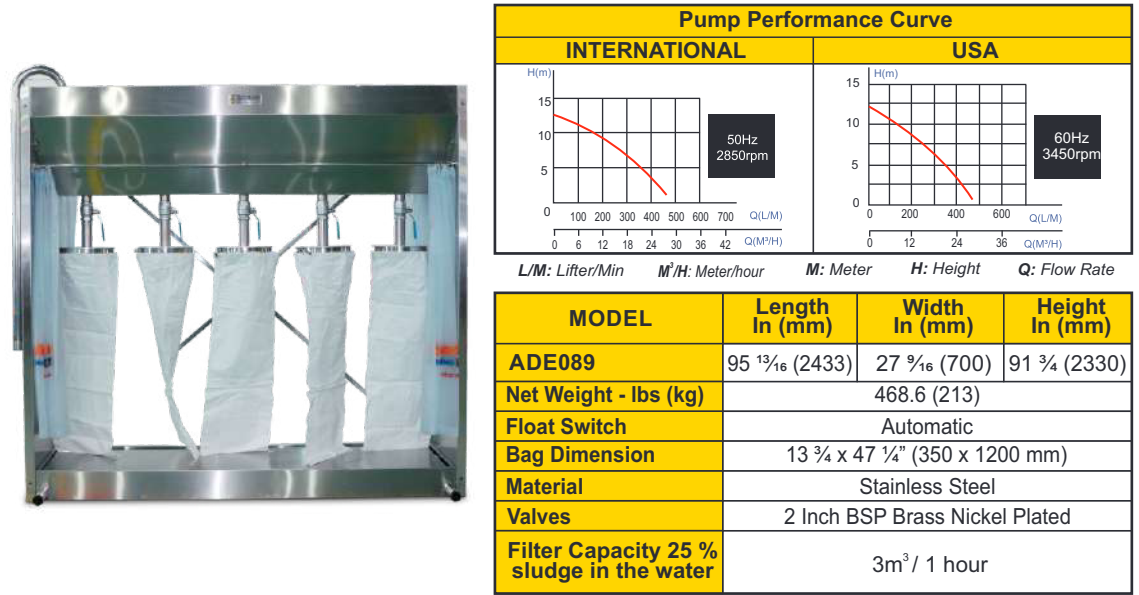 Pump Performance Curve
INTERNATIONAL
USA
H(m)
15
10
5
0
100 200 300 400 500 600 700 Q(L/M)
0 6 12 18 24 30 36 42 Q(M³/H)
50Hz
2850rpm
H(m)
15
10
5
0
0 200 400 600 Q(L/M)
0 12 24 36 Q(M³/H)
60Hz
3450rpm
L/M: Lifter/Min M³/H: Meter/hour M: Meter H: Height Q: Flow Rate
MODEL
Length
In (mm)
Width
In (mm)
Height
In (mm)
ADE089 95 ¹³⁄₁₆ (2433) 27 ⁹⁄₁₆ (700) 91 ¾ (2330)
Net Weight - lbs (kg) 468.6 (213)
Float Switch Automatic
Bag Dimension 13 ¾ x 47 ¼” (350 x 1200 mm)
Material Stainless Steel
Valves 2 Inch BSP Brass Nickel Plated
Filter Capacity 25 %
sludge in the water
3m³ / 1 hour